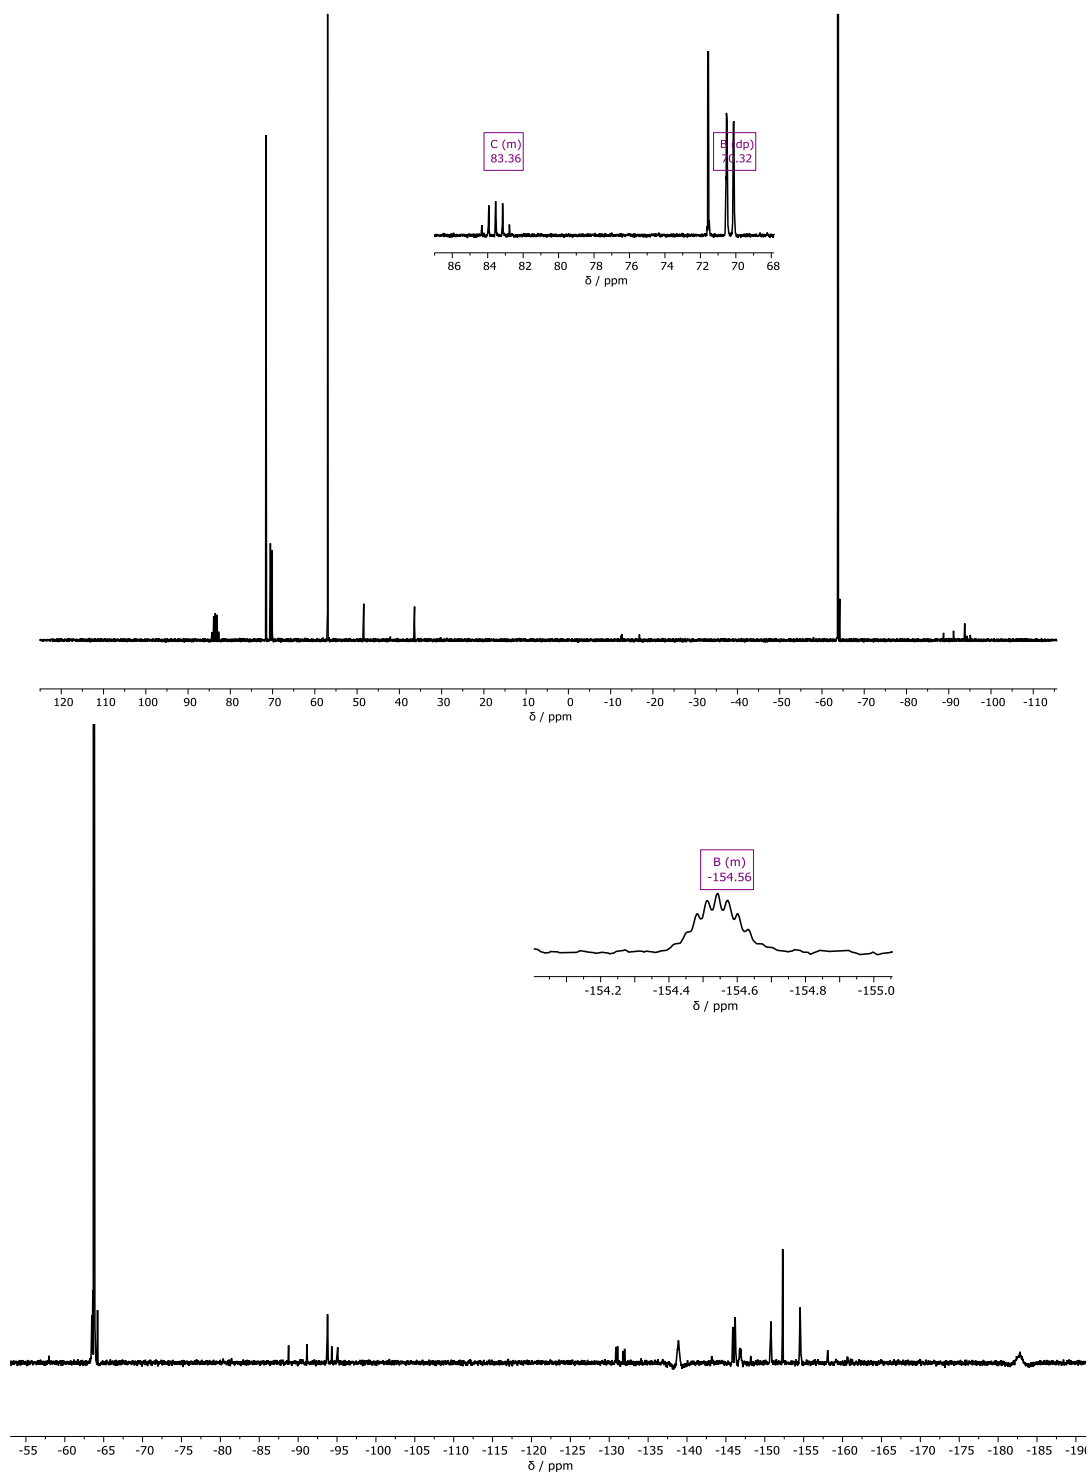 C (m)
83.36
B (dp)
70.32
86 84 82 80 78 76 74 72 70 68
δ / ppm
120 110 100 90 80 70 60 50 40 30 20 10 0 -10 -20 -30 -40 -50 -60 -70 -80 -90 -100 -110
δ / ppm
B (m)
-154.56
-154.2 -154.4 -154.6 -154.8 -155.0
δ / ppm
-55 -60 -65 -70 -75 -80 -85 -90 -95 -100 -105 -110 -115 -120 -125 -130 -135 -140 -145 -150 -155 -160 -165 -170 -175 -180 -185 -190
δ / ppm